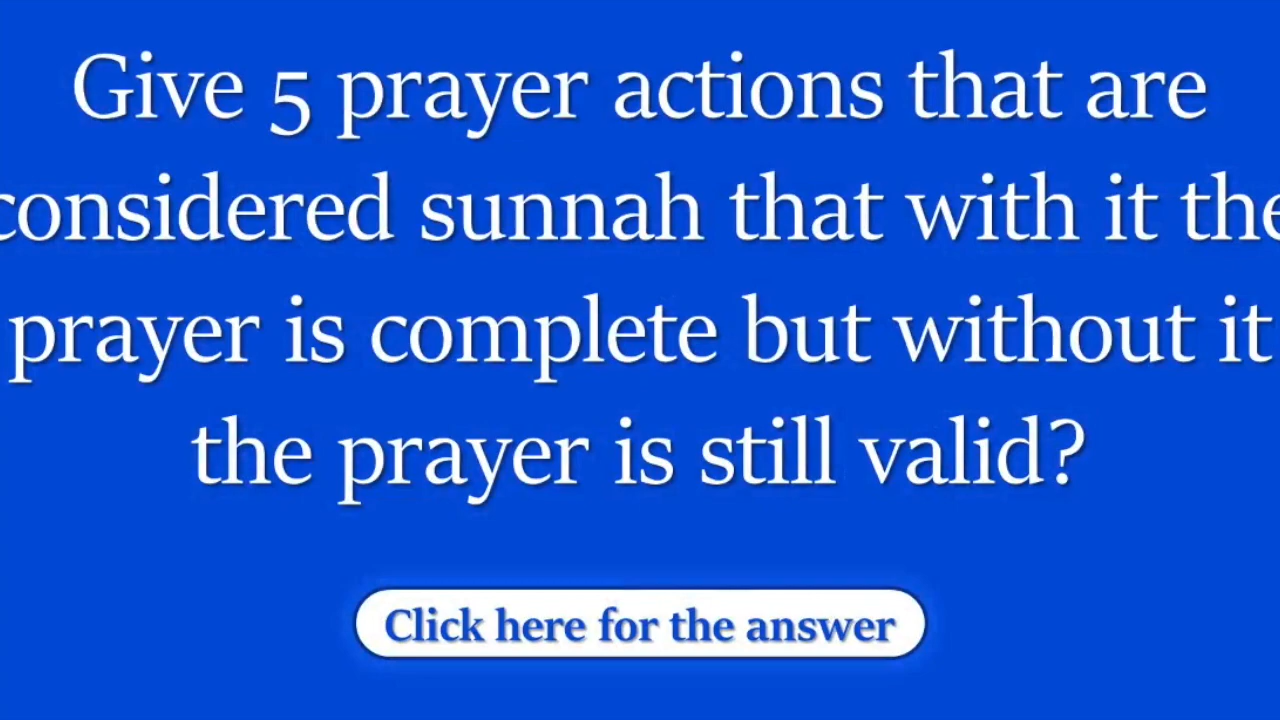 Give 5 prayer actions that are
considered sunnah that with it the
prayer is complete but without it
the prayer is still valid?
Click here for the answer